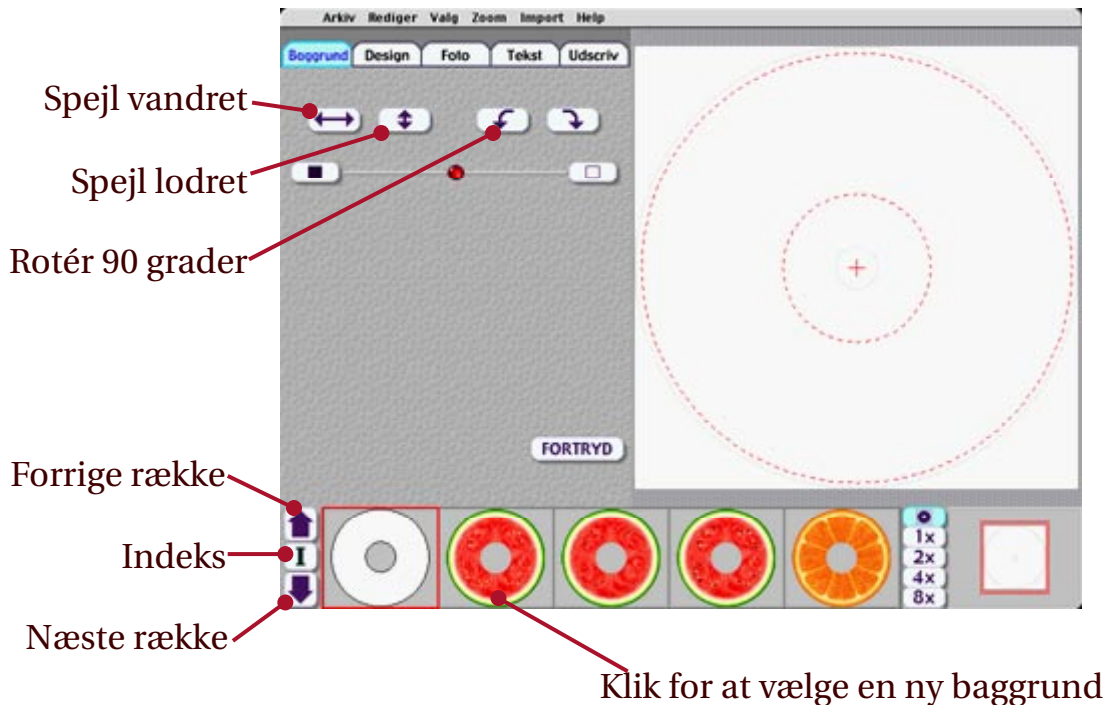 Arkiv Rediger Valg Zoom Import Help
Baggrund Design Foto Tekst Udscriv
Spejl vandret
Spejl lodret
Rotér 90 grader
FORTRYD
Forrige række
Indeks
I
Næste række
1x
2x
4x
8x
Klik for at vælge en ny baggrund